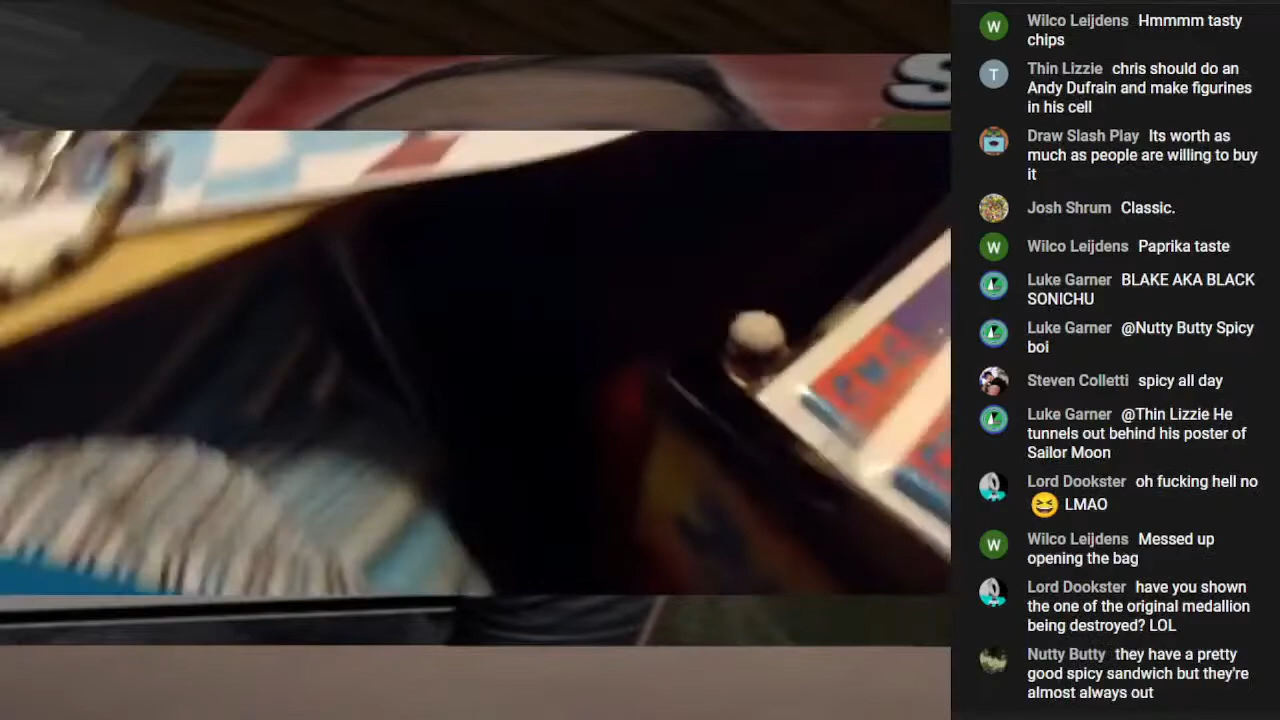 Wilco Leijdens Hmmmm tasty
chips
Thin Lizzie chris should do an
Andy Dufrain and make figurines
in his cell
Draw Slash Play Its worth as
much as people are willing to buy
it
Josh Shrum Classic.
Wilco Leijdens Paprika taste
Luke Garner BLAKE AKA BLACK
SONICHU
Luke Garner @Nutty Butty Spicy
boi
Steven Colletti spicy all day
Luke Garner @Thin Lizzie He
tunnels out behind his poster of
Sailor Moon
Lord Dookster oh fucking hell no
😆 LMAO
Wilco Leijdens Messed up
opening the bag
Lord Dookster have you shown
the one of the original medallion
being destroyed? LOL
Nutty Butty they have a pretty
good spicy sandwich but they're
almost always out